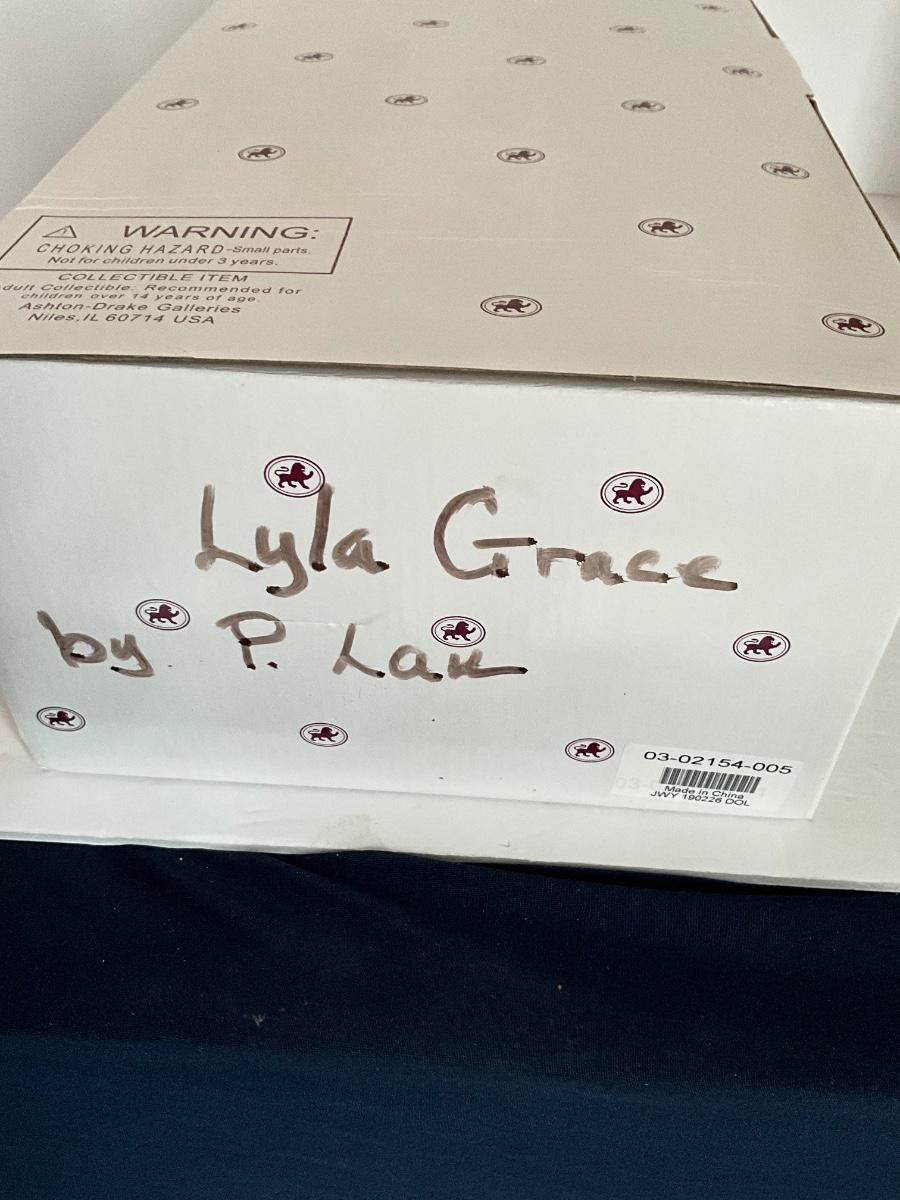 WARNING:
CHOKING HAZARD-Small parts.
Not for children under 3 years.
COLLECTIBLE ITEM
dult Collectible: Recommended for
children over 14 years of age.
Ashton-Drake Galleries
Niles, IL 60714 USA
Lyla Grace
by P. Lau
03-02154-005
Made in China
JWY 190226 DOL